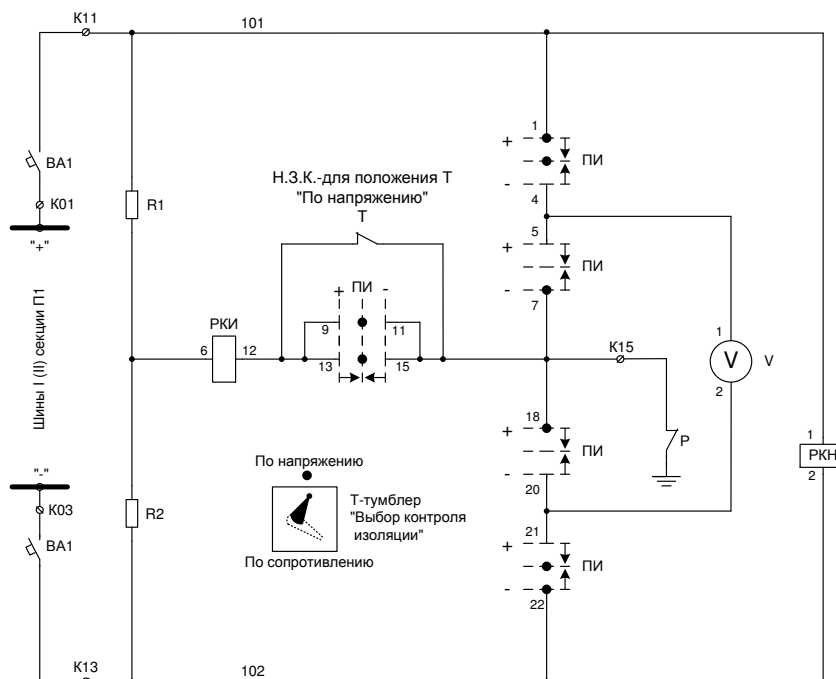 К11
101
ВА1
К01
"+"
R1
Н.З.К.-для положения Т
"По напряжению"
Т
1
+
ПИ
-
4
5
+
ПИ
-
7
+
ПИ
-
9
11
13
15
РКИ
6
12
К15
1
V
V
2
Шины I (II) секции П1
18
+
ПИ
-
20
Р
1
РКН
2
"-"
К03
ВА1
R2
По напряжению
Т-тумблер
"Выбор контроля
изоляции"
По сопротивлению
21
+
ПИ
-
22
К13
102